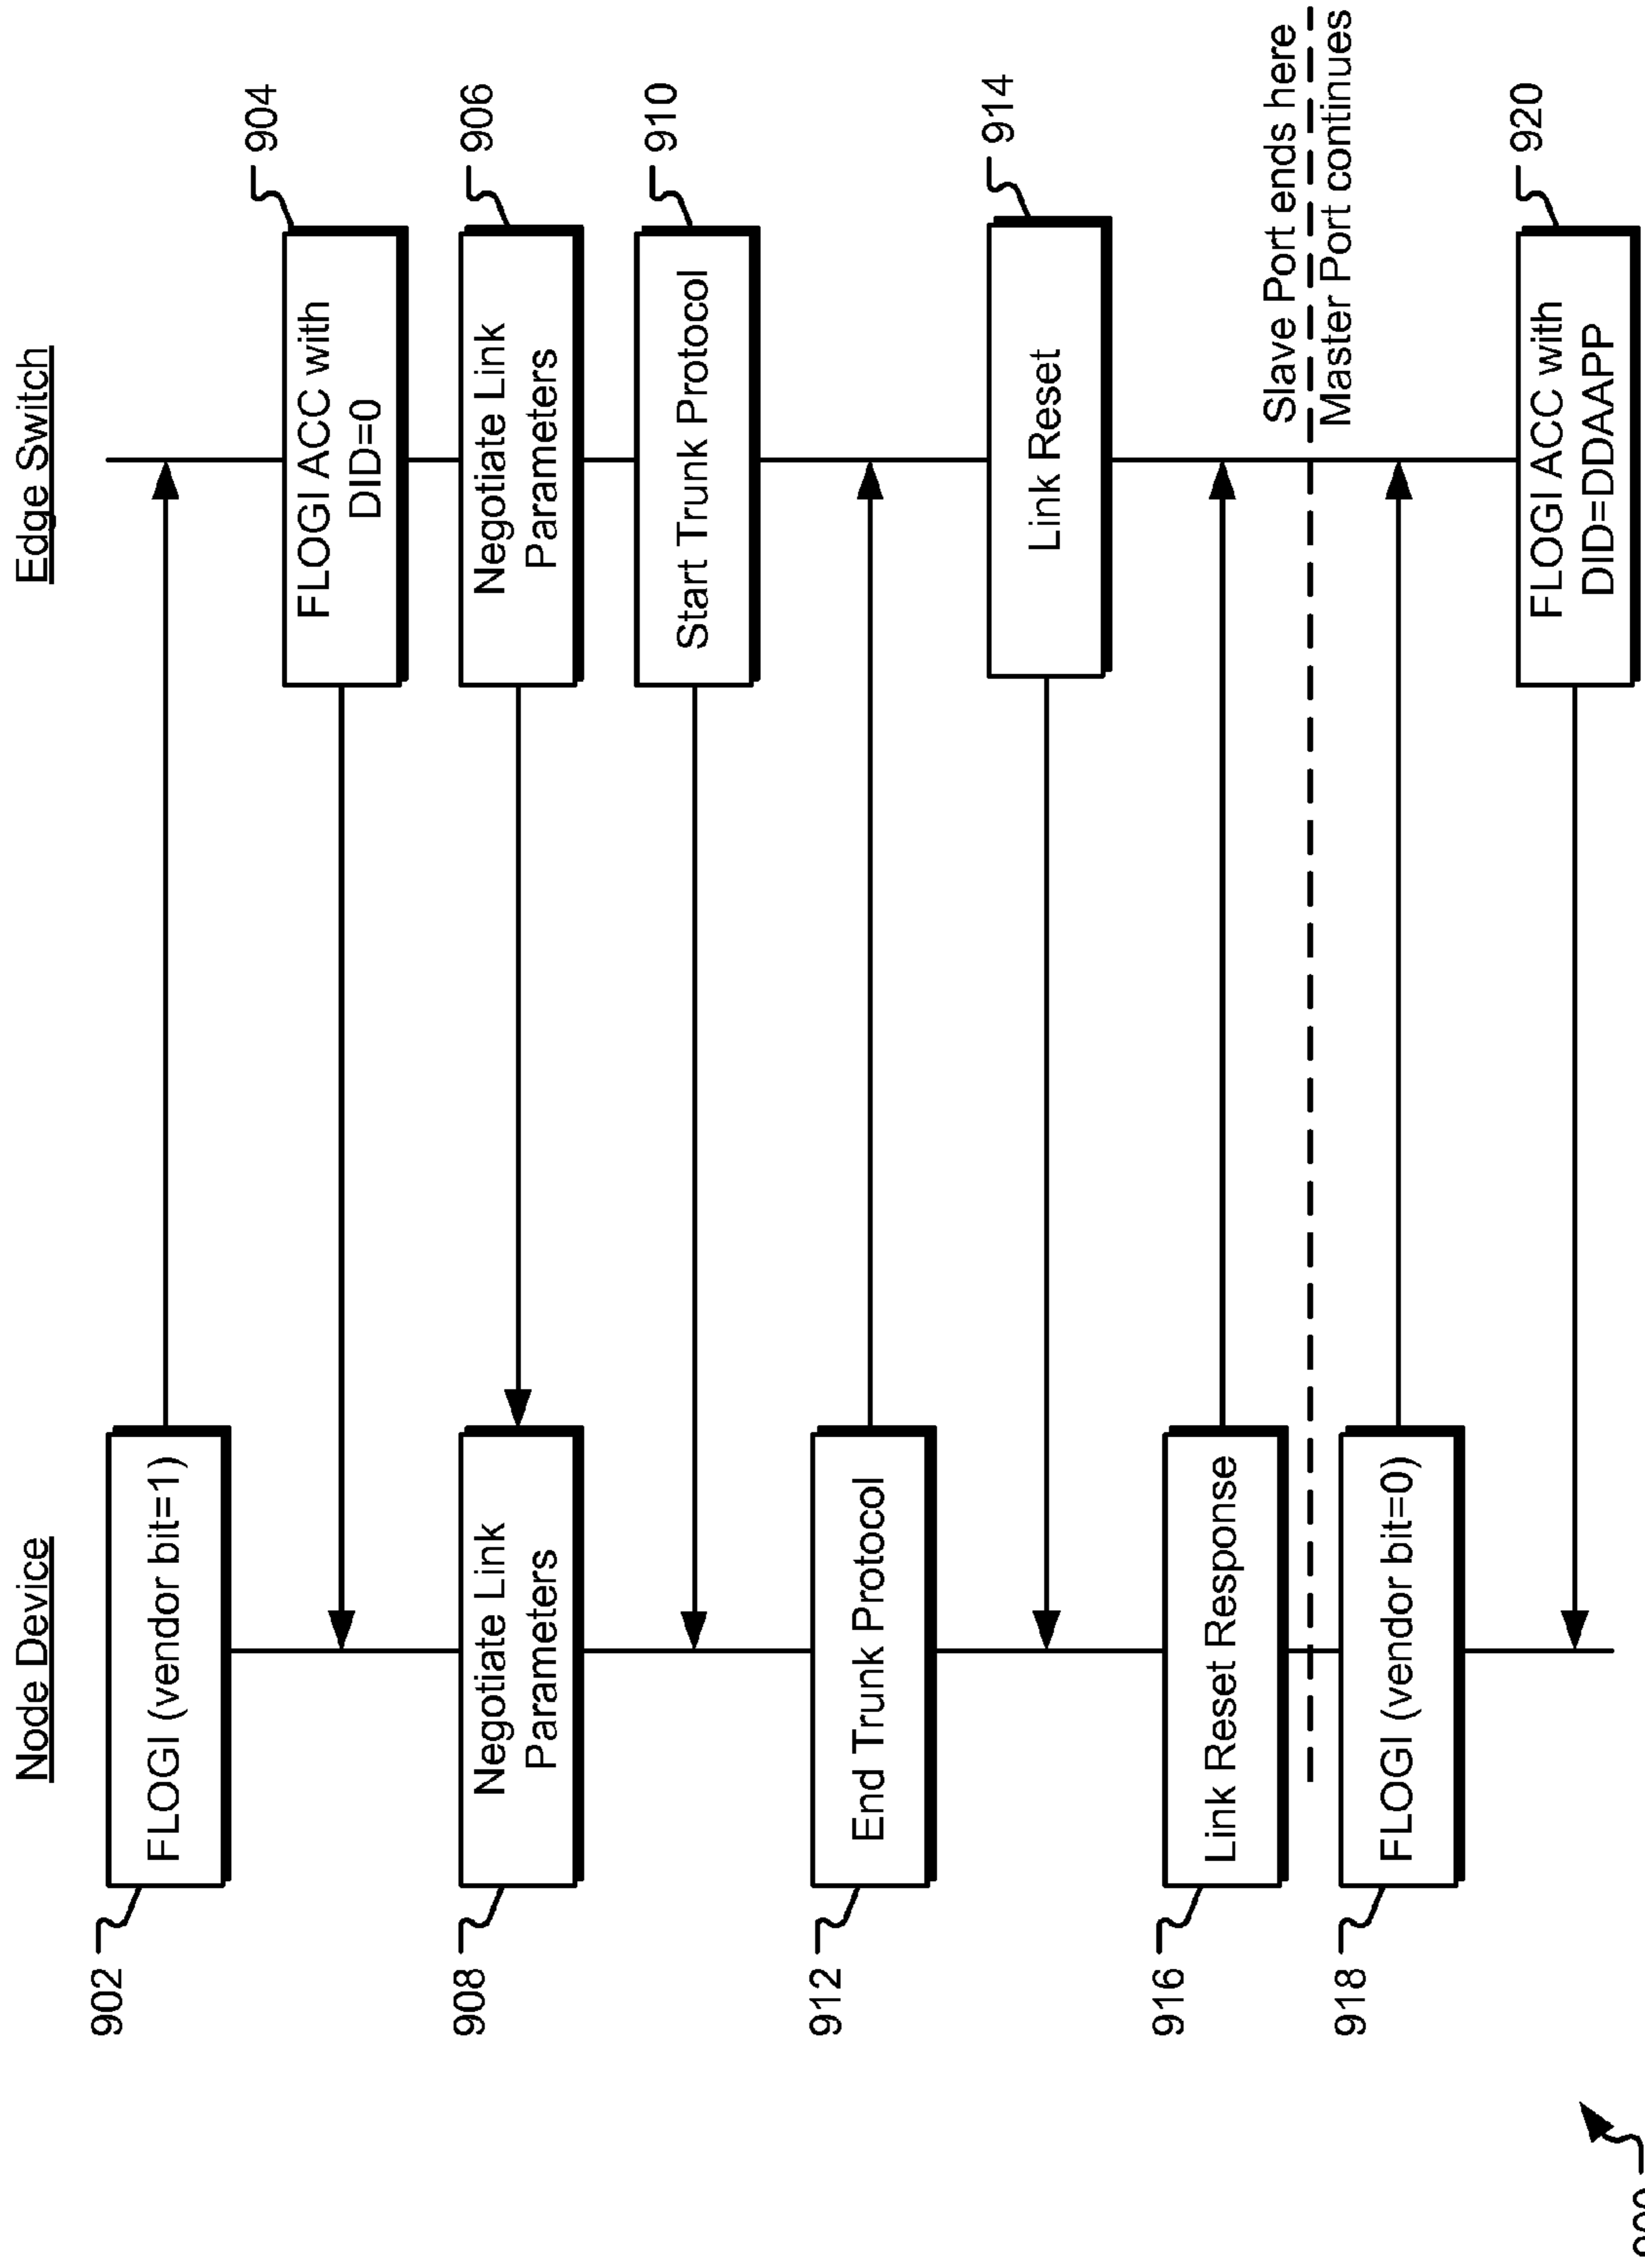 Node Device
Edge Switch
902
FLOGI (vendor bit=1)
904
FLOGI ACC with
DID=0
906
Negotiate Link
Parameters
908
Negotiate Link
Parameters
910
Start Trunk Protocol
912
End Trunk Protocol
914
Link Reset
916
Link Reset Response
Slave Port ends here
Master Port continues
918
FLOGI (vendor bit=0)
920
FLOGI ACC with
DID=DDAAPP